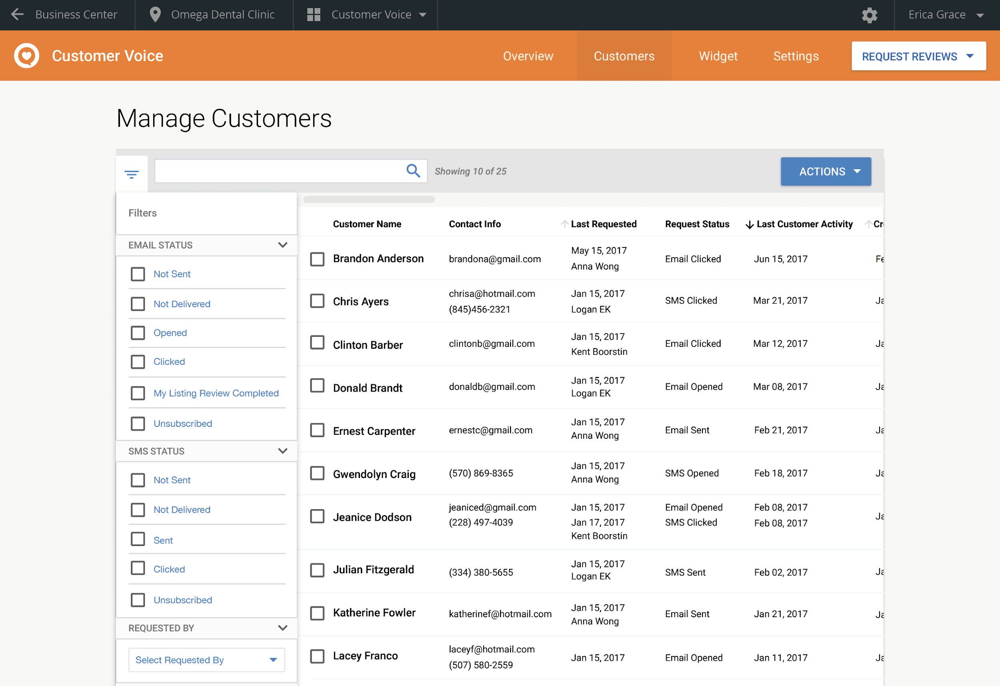 Business Center
Omega Dental Clinic
Customer Voice
Erica Grace
Customer Voice
Overview
Customers
Widget
Settings
REQUEST REVIEWS
Manage Customers
Showing 10 of 25
ACTIONS
Filters
EMAIL STATUS
Not Sent
Not Delivered
Opened
Clicked
My Listing Review Completed
Unsubscribed
SMS STATUS
Not Sent
Not Delivered
Sent
Clicked
Unsubscribed
REQUESTED BY
Select Requested By
Customer Name Contact Info Last Requested Request Status Last Customer Activity
Brandon Anderson brandona@gmail.com May 15, 2017 Email Clicked Jun 15, 2017
Anna Wong
Chris Ayers chrisa@hotmail.com Jan 15, 2017 SMS Clicked Mar 21, 2017
(845)456-2321 Logan EK
Clinton Barber clintonb@gmail.com Jan 15, 2017 Email Clicked Mar 12, 2017
Kent Boorstin
Donald Brandt donaldb@gmail.com Jan 15, 2017 Email Opened Mar 08, 2017
Logan EK
Ernest Carpenter ernestc@gmail.com Jan 15, 2017 Email Sent Feb 21, 2017
Anna Wong
Gwendolyn Craig (570) 869-8365 Jan 15, 2017 SMS Opened Feb 18, 2017
Anna Wong
Jeanice Dodson jeaniced@gmail.com Jan 15, 2017 Email Opened Feb 08, 2017
(228) 497-4039 Jan 17, 2017 SMS Clicked Feb 08, 2017
Kent Boorstin
Julian Fitzgerald (334) 380-5655 Jan 15, 2017 SMS Sent Feb 02, 2017
Logan EK
Katherine Fowler katherinef@hotmail.com Jan 15, 2017 Email Sent Jan 21, 2017
Anna Wong
Lacey Franco laceyf@hotmail.com Jan 15, 2017 Email Opened Jan 11, 2017
(507) 580-2559